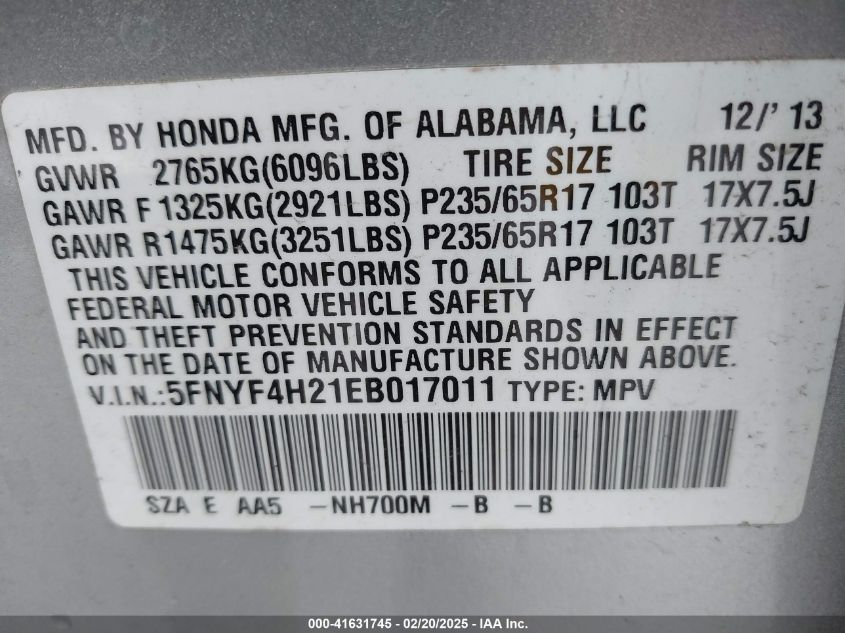 MFD. BY HONDA MFG. OF ALABAMA, LLC 12/' 13
GVWR 2765KG(6096LBS) TIRE SIZE RIM SIZE
GAWR F 1325KG(2921LBS) P235/65R17 103T 17X7.5J
GAWR R1475KG(3251LBS) P235/65R17 103T 17X7.5J
THIS VEHICLE CONFORMS TO ALL APPLICABLE
FEDERAL MOTOR VEHICLE SAFETY
AND THEFT PREVENTION STANDARDS IN EFFECT
ON THE DATE OF MANUFACTURE SHOWN ABOVE.
V.I.N.:5FNYF4H21EB017011 TYPE: MPV
SZA E AA5 -NH700M -B -B
000-41631745 - 02/20/2025 - IAA Inc.